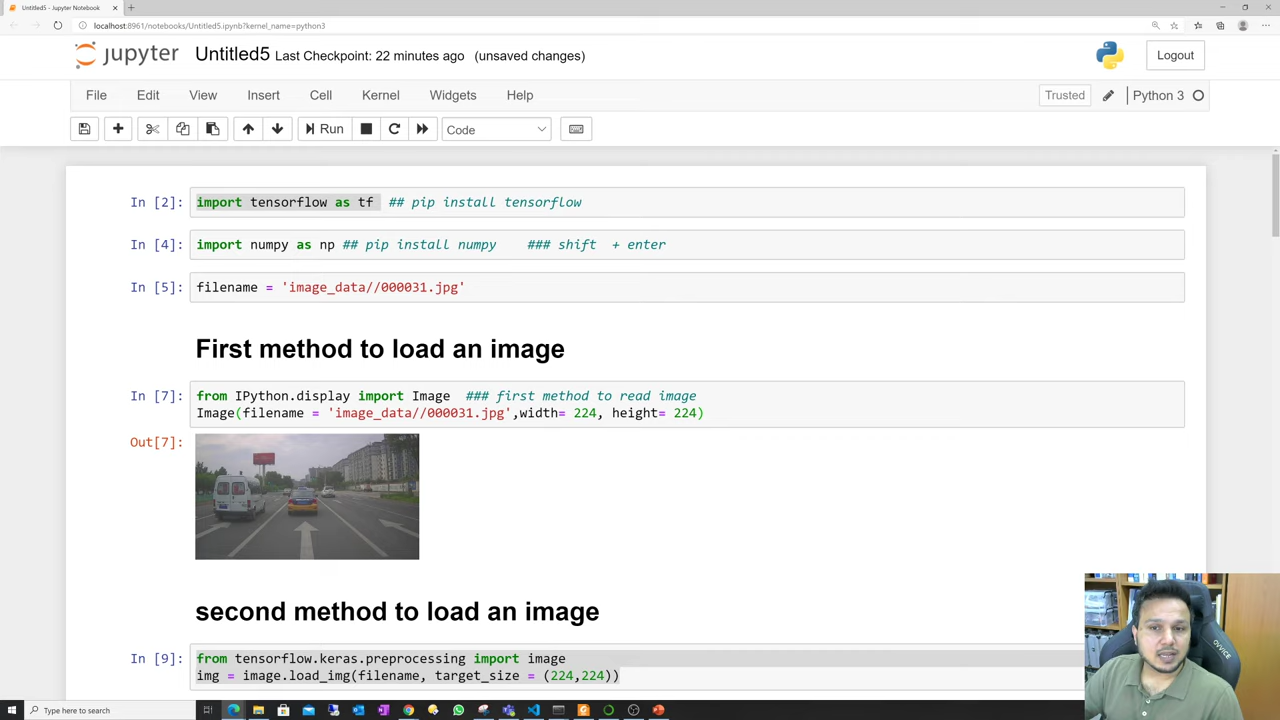 Untitled5 - Jupyter Notebook
localhost:8961/notebooks/Untitled5.ipynb?kernel_name=python3
jupyter Untitled5 Last Checkpoint: 22 minutes ago (unsaved changes) Logout
File Edit View Insert Cell Kernel Widgets Help Trusted Python 3
Run Code
In [2]: import tensorflow as tf ## pip install tensorflow
In [4]: import numpy as np ## pip install numpy ### shift + enter
In [5]: filename = 'image_data//000031.jpg'
First method to load an image
In [7]: from IPython.display import Image ### first method to read image
Image(filename = 'image_data//000031.jpg',width= 224, height= 224)
Out[7]:
second method to load an image
In [9]: from tensorflow.keras.preprocessing import image
img = image.load_img(filename, target_size = (224,224))
OVVICE
Type here to search